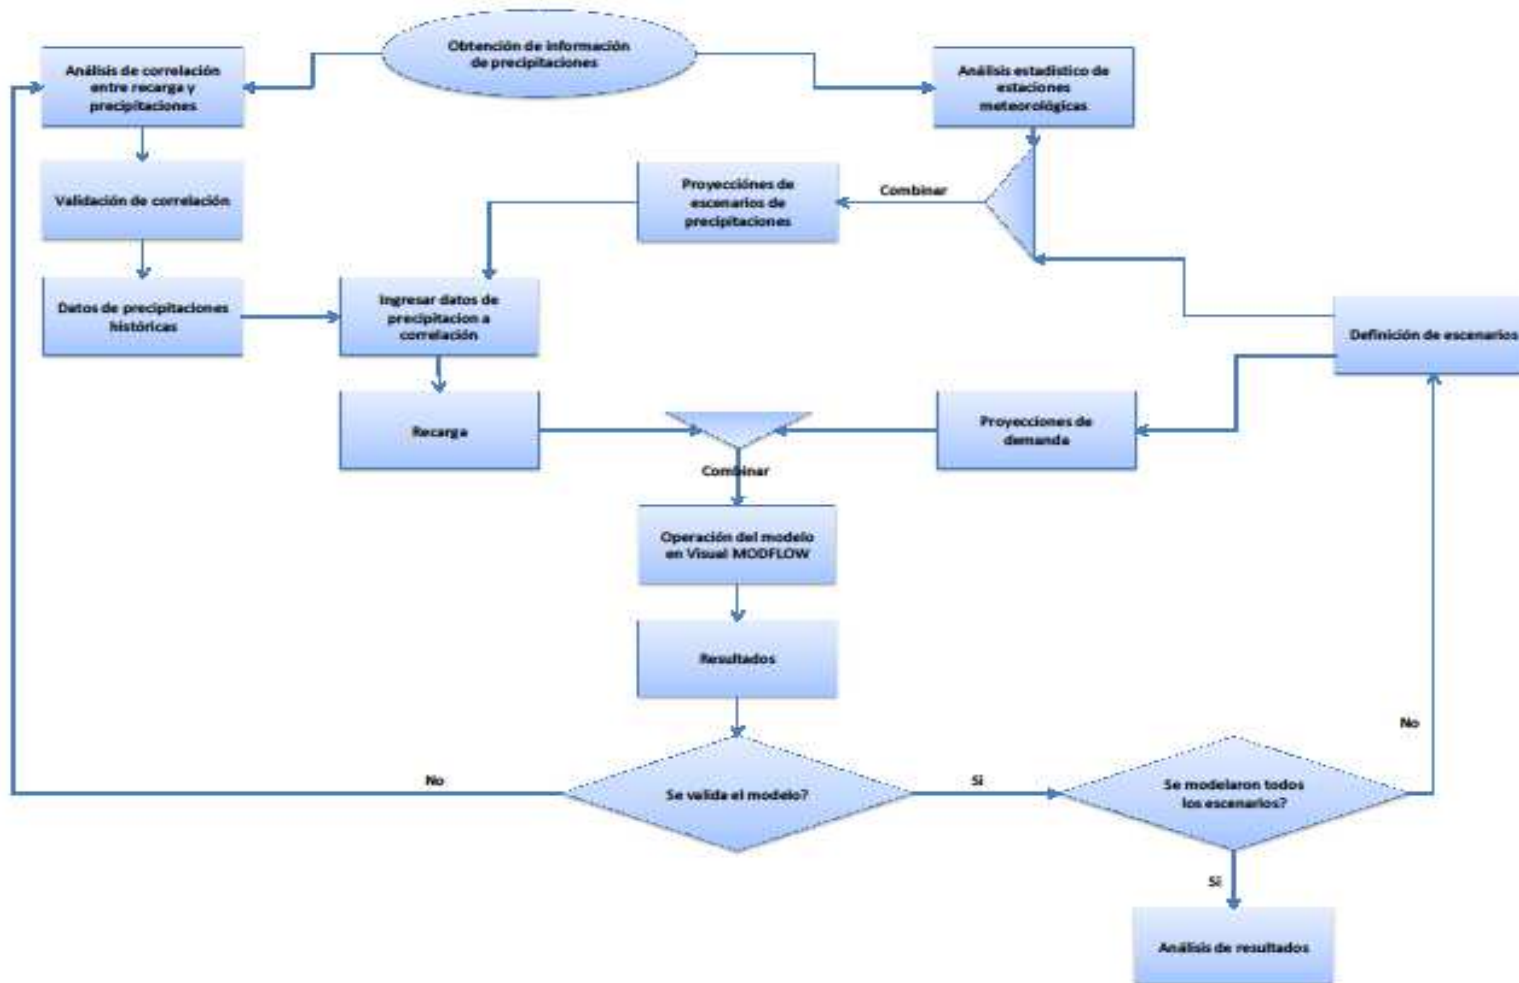 Obtención de información
de precipitaciones
Análisis de correlación
entre recarga y
precipitaciones
Análisis estadístico de
estaciones
meteorológicas
Validación de correlación
Proyecciónes de
escenarios de
precipitaciones
Combinar
Datos de precipitaciones
históricas
Ingresar datos de
precipitacion a
correlación
Definición de escenarios
Recarga
Proyecciones de
demanda
Combinar
Operación del modelo
en Visual MODFLOW
Resultados
No
No
Se valida el modelo?
Si
Se modelaron todos
los escenarios?
Si
Análisis de resultados